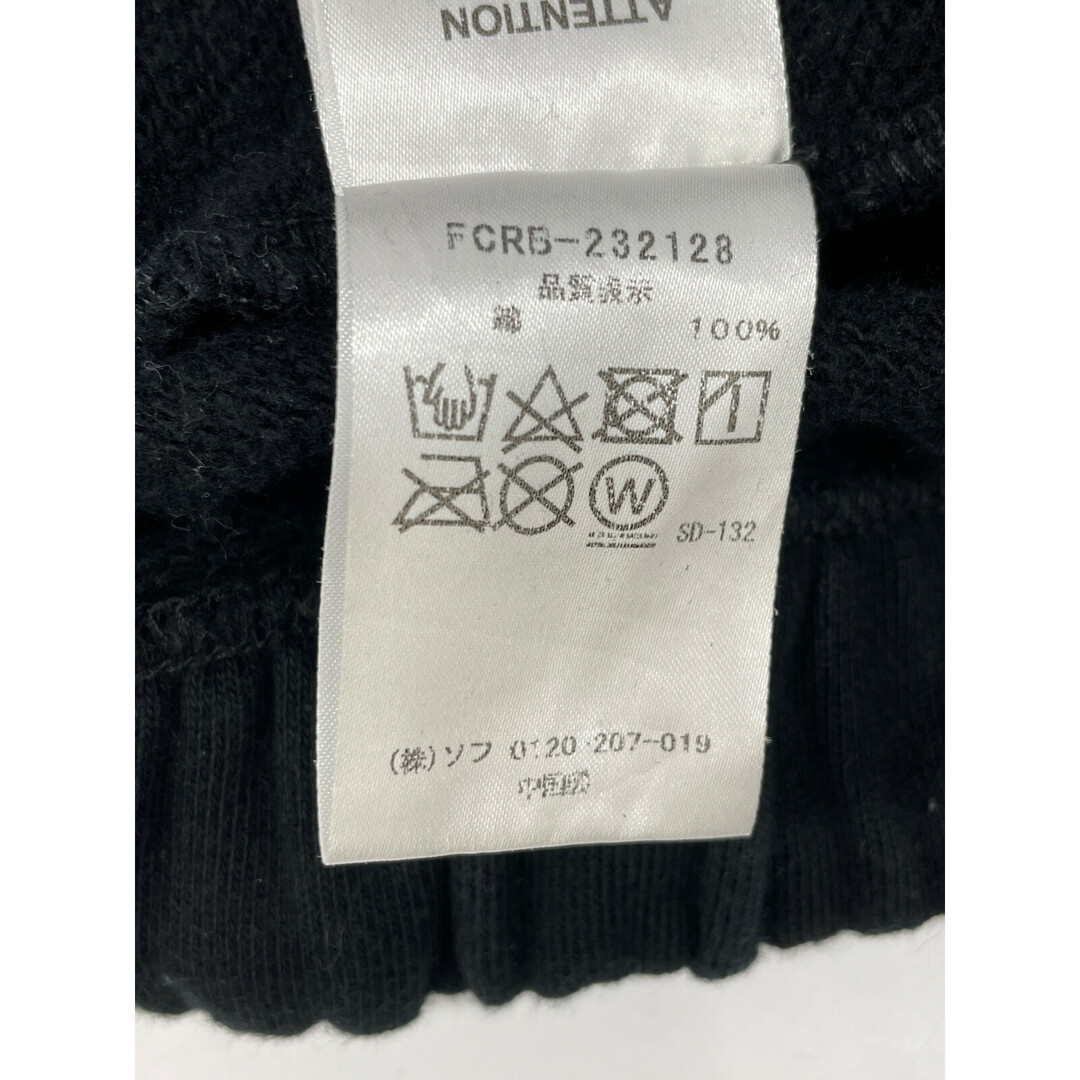 ATTENTION
FCRB-232128
品質表示
綿 100%
W
SD-132
(株)ソフ 0120-207-019
中国製